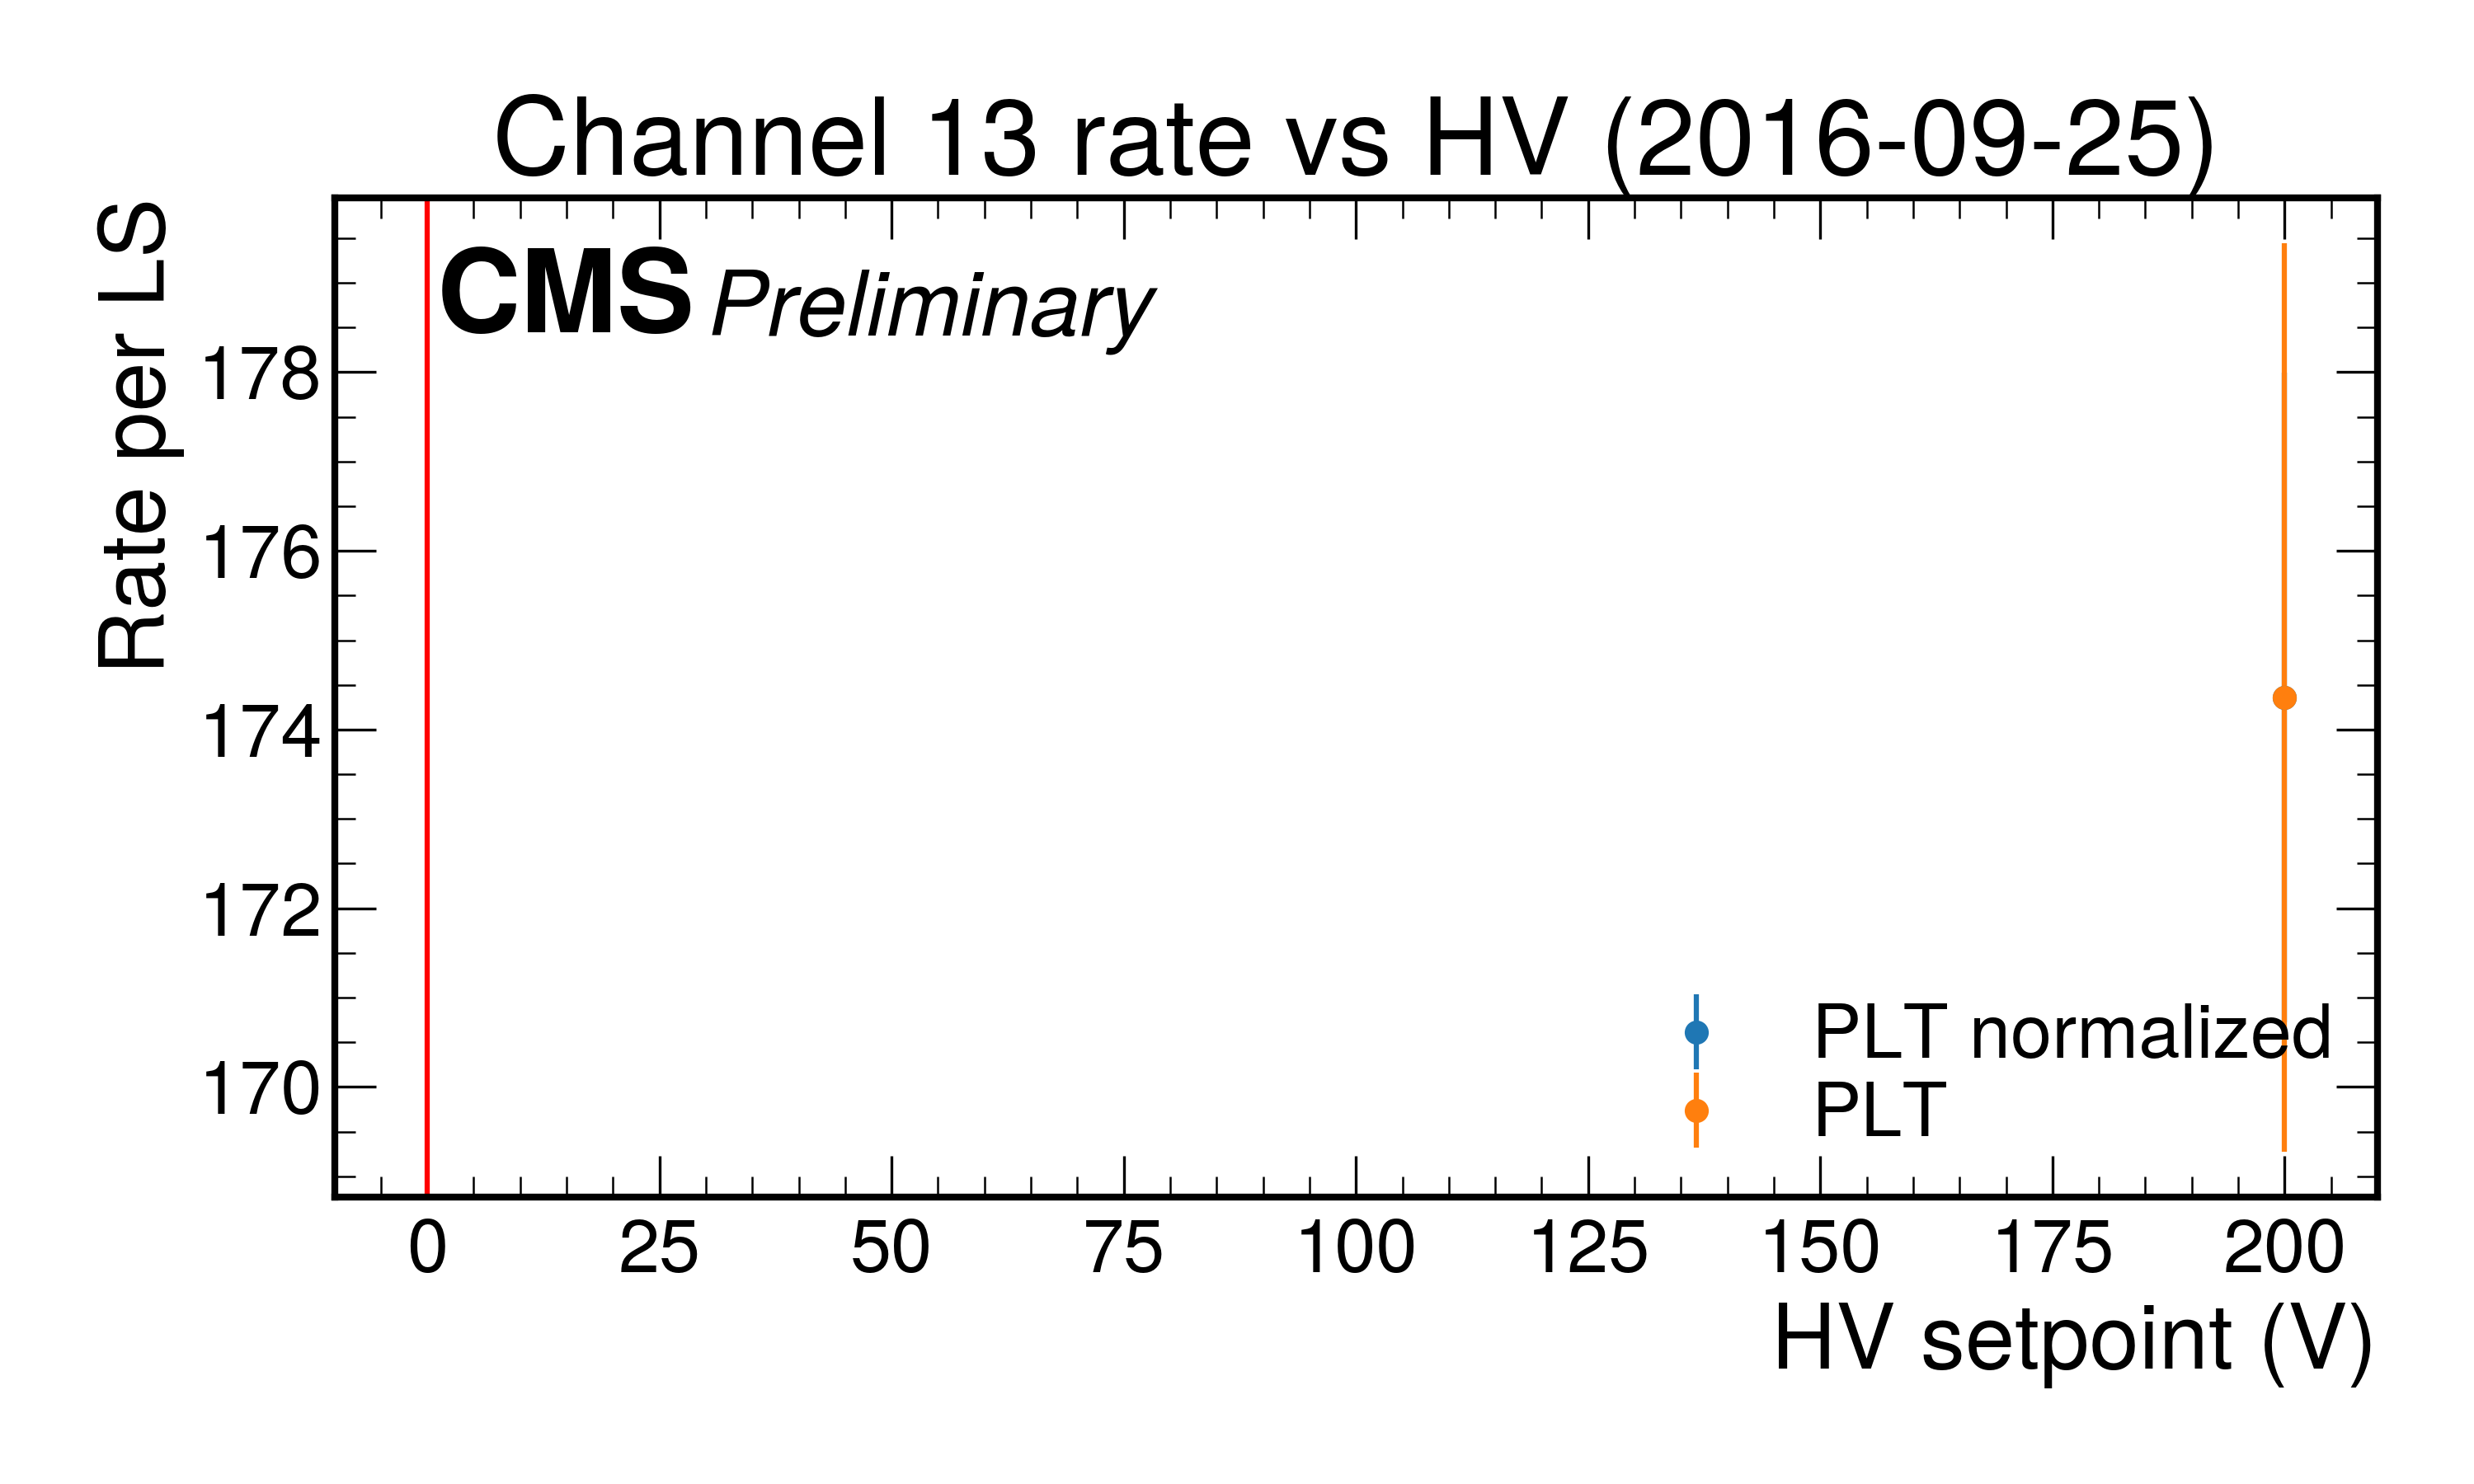 Channel 13 rate vs HV (2016-09-25)
CMS Preliminary
Rate per LS
178
176
174
172
170
PLT normalized
PLT
0 25 50 75 100 125 150 175 200
HV setpoint (V)